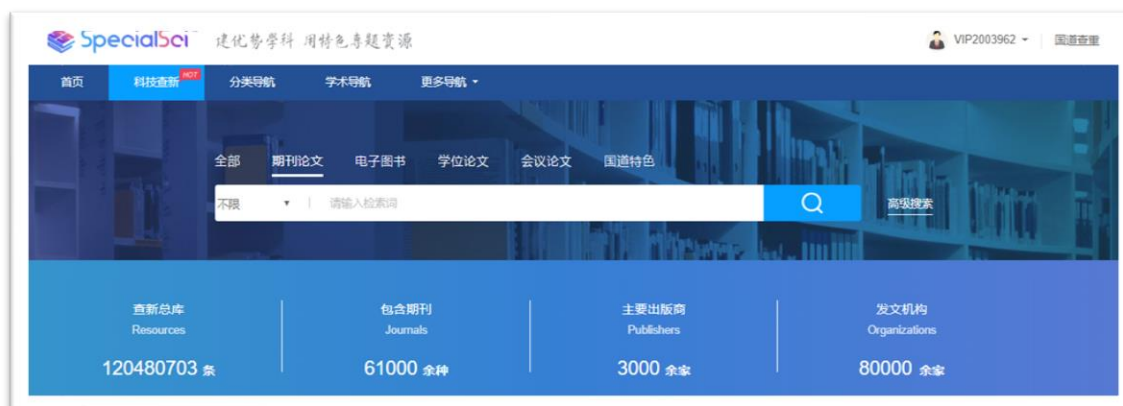 SpecialSci 建优势学科 用特色专题资源
VIP2003962 国道查重
首页 科技查新 HOT 分类导航 学术导航 更多导航
全部 期刊论文 电子图书 学位论文 会议论文 国道特色
不限 请输入检索词 高级搜索
查新总库 包含期刊 主要出版商 发文机构
Resources Journals Publishers Organizations
120480703 条 61000 余种 3000 余家 80000 余家